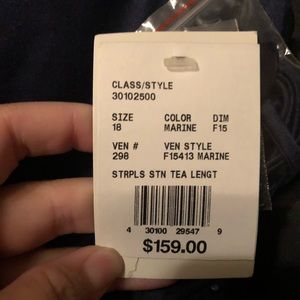 CLASS/STYLE
30102500
SIZE COLOR DIM
18 MARINE F15
VEN # VEN STYLE
298 F15413 MARINE
STRPLS STN TEA LENGT
4 30100 29547 9
$159.00